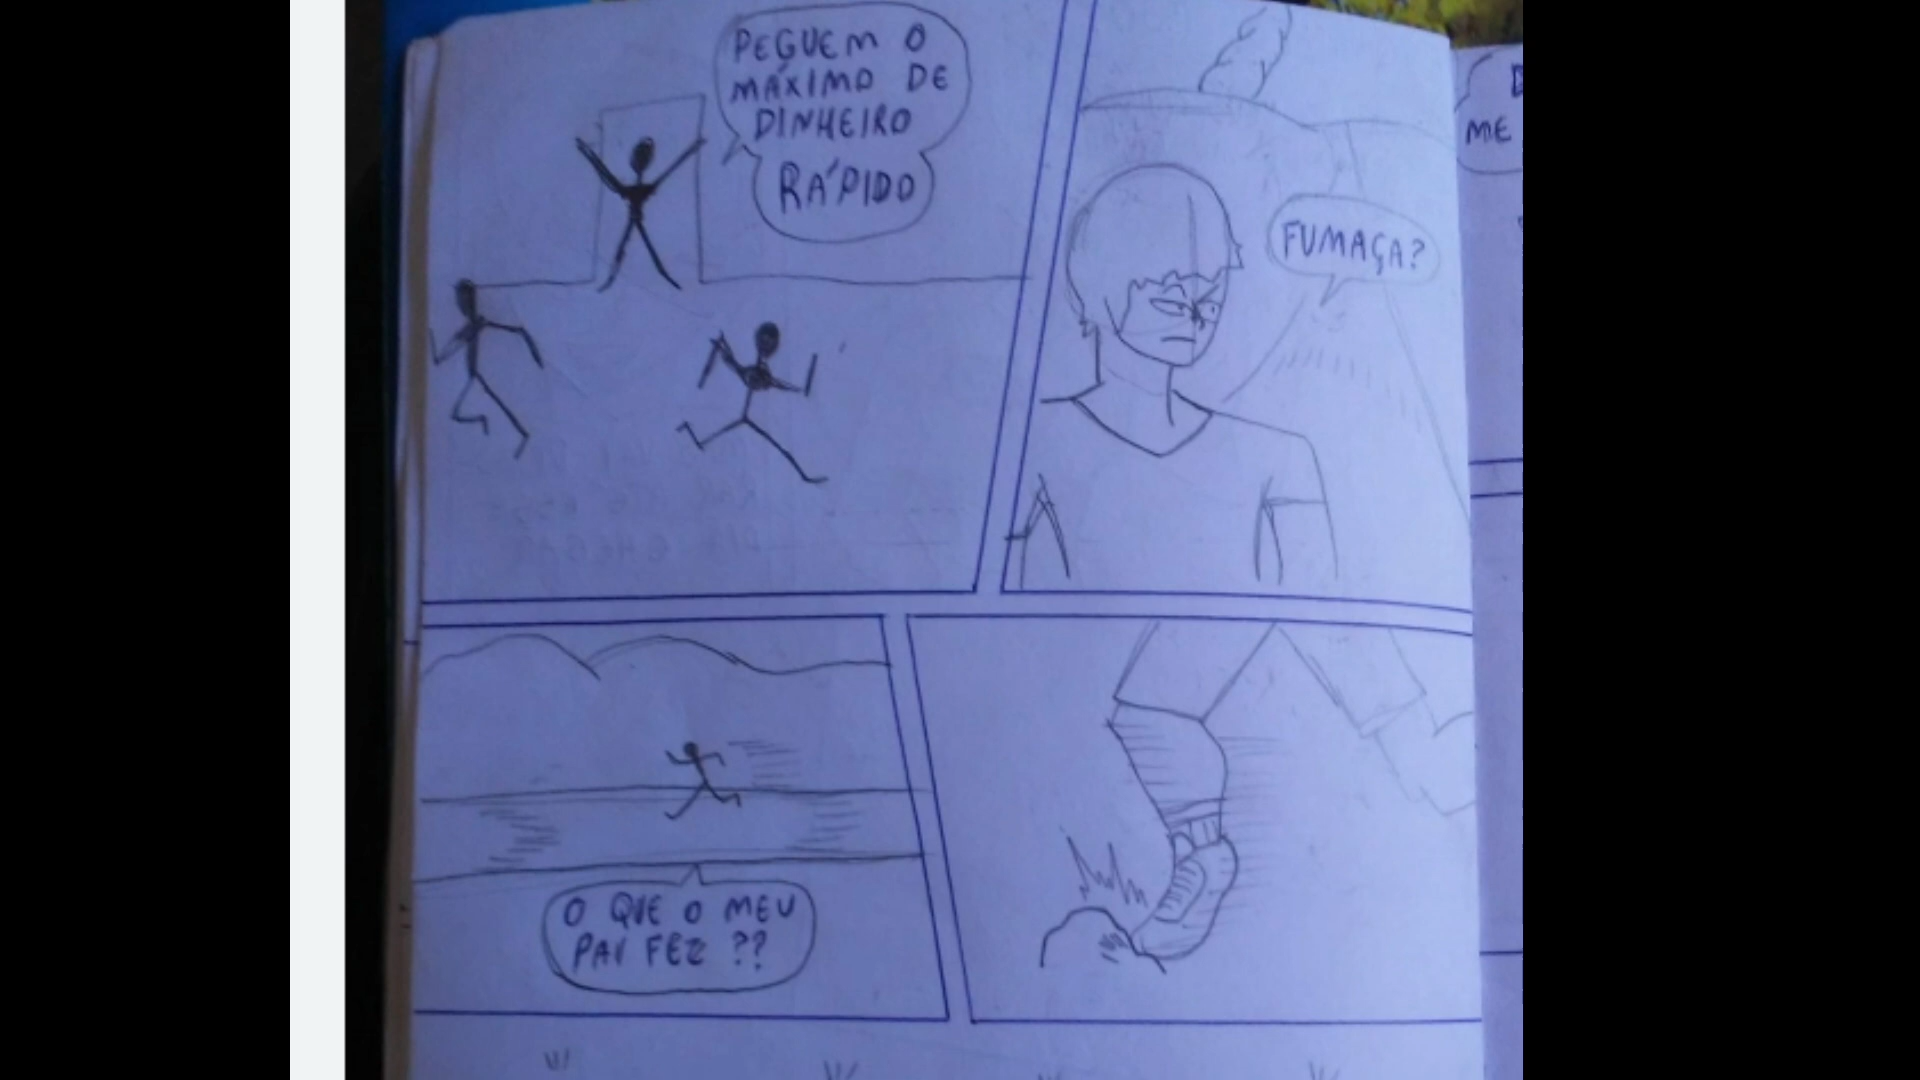 PEGUEM O
MÁXIMO DE
DINHEIRO
RÁPIDO
FUMAÇA?
O QUE O MEU
PAI FEZ ??
ME